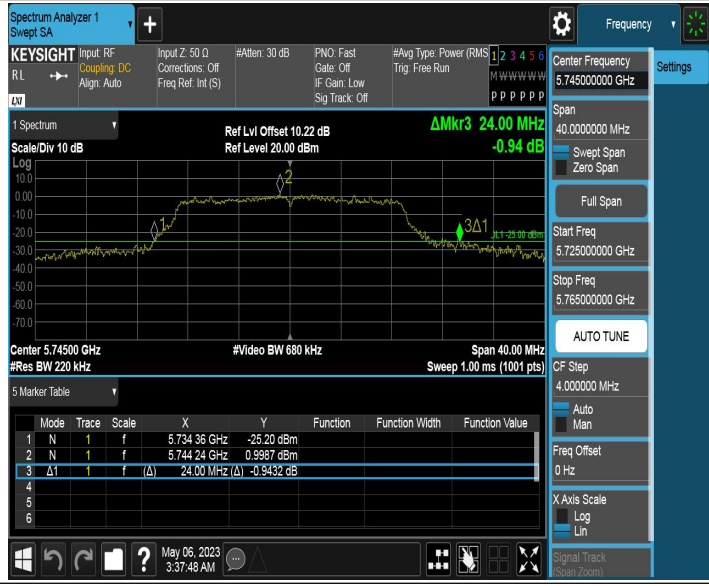 Spectrum Analyzer 1
Swept SA
Frequency
KEYSIGHT
Input: RF
Input Z: 50 Ω
#Atten: 30 dB
PNO: Fast
#Avg Type: Power (RMS
1 2 3 4 5 6
RL
Coupling: DC
Corrections: Off
Gate: Off
Trig: Free Run
M W W W W W
Align: Auto
Freq Ref: Int (S)
IF Gain: Low
Sig Track: Off
P P P P P P
LXI
1 Spectrum
Ref Lvl Offset 10.22 dB
ΔMkr3 24.00 MHz
Scale/Div 10 dB
Ref Level 20.00 dBm
-0.94 dB
Log
10.0
0.00
-10.0
-20.0
-30.0
-40.0
-50.0
-60.0
-70.0
2
1
3Δ1
DL1 -25.00 dBm
Center 5.74500 GHz
#Video BW 680 kHz
Span 40.00 MHz
#Res BW 220 kHz
Sweep 1.00 ms (1001 pts)
5 Marker Table
Mode Trace Scale X Y Function Function Width Function Value
1 N 1 f 5.734 36 GHz -25.20 dBm
2 N 1 f 5.744 24 GHz 0.9987 dBm
3 Δ1 1 f (Δ) 24.00 MHz (Δ) -0.9432 dB
4
5
6
?
May 06, 2023
3:37:48 AM
Center Frequency
5.745000000 GHz
Settings
Span
40.0000000 MHz
Swept Span
Zero Span
Full Span
Start Freq
5.725000000 GHz
Stop Freq
5.765000000 GHz
AUTO TUNE
CF Step
4.000000 MHz
Auto
Man
Freq Offset
0 Hz
X Axis Scale
Log
Lin
Signal Track
(Span Zoom)